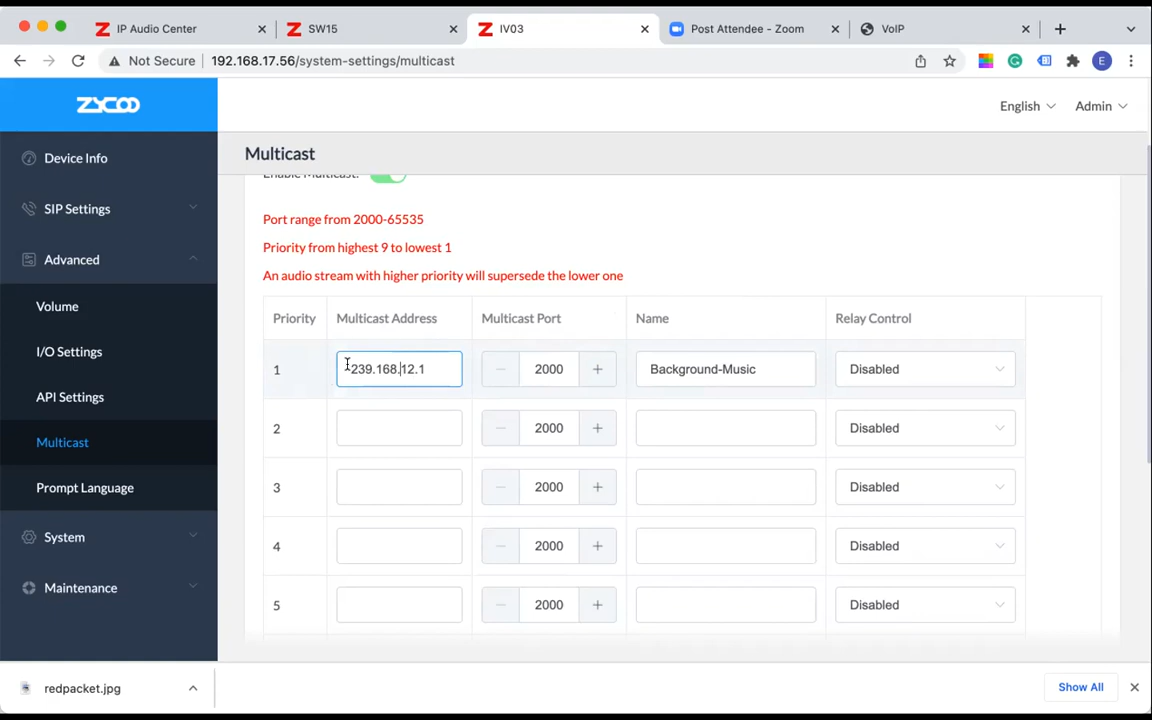 IP Audio Center
SW15
IV03
Post Attendee - Zoom
VoIP
Not Secure
192.168.17.56/system-settings/multicast
E
ZYCOO
English
Admin
Device Info
SIP Settings
Advanced
Volume
I/O Settings
API Settings
Multicast
Prompt Language
System
Maintenance
Multicast
Enable Multicast:
Port range from 2000-65535
Priority from highest 9 to lowest 1
An audio stream with higher priority will supersede the lower one
Priority Multicast Address Multicast Port Name Relay Control
1 239.168.12.1 2000 Background-Music Disabled
2 2000 Disabled
3 2000 Disabled
4 2000 Disabled
5 2000 Disabled
redpacket.jpg
Show All